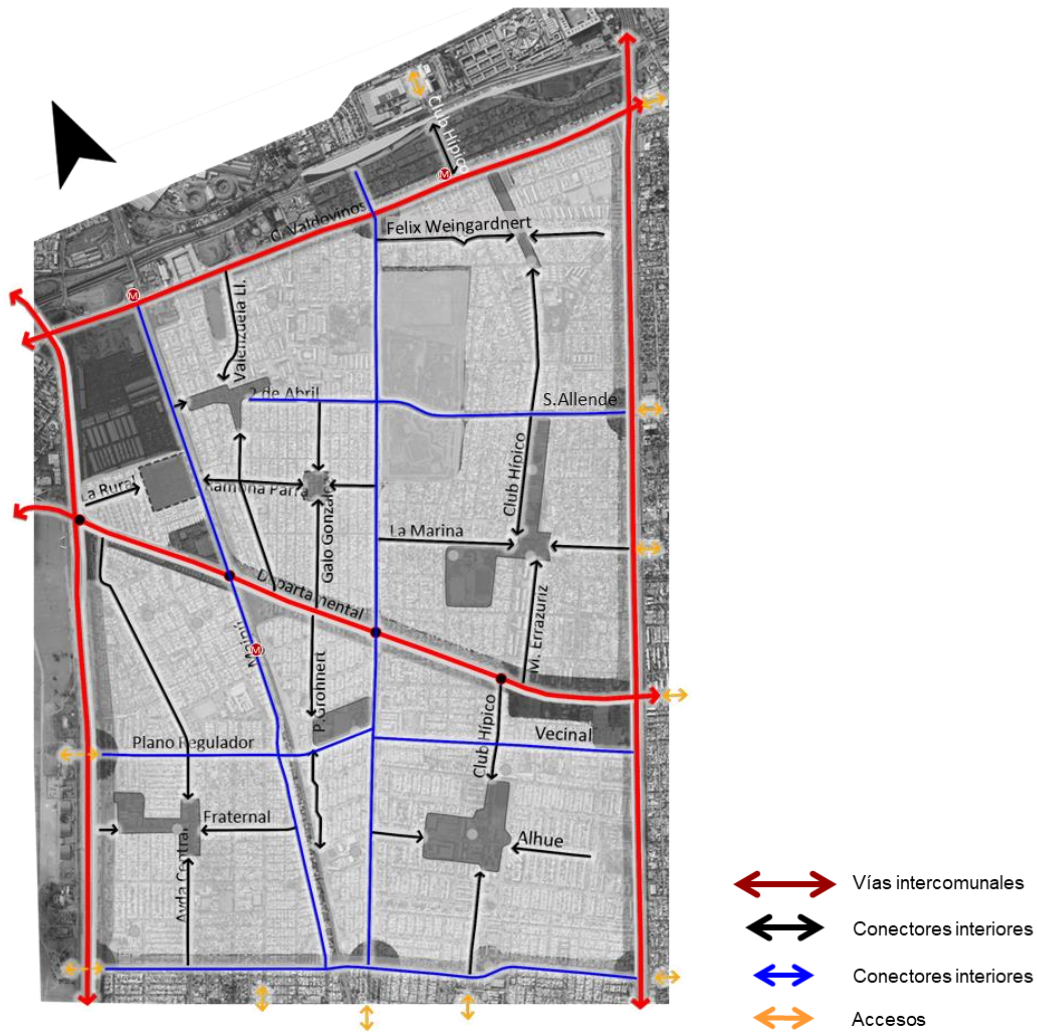 Club Hípico
M
C. Valdovinos
Felix Weingardnert
M
Valenzuela Ll.
2 de Abril
S.Allende
Club Hípico
La Rural
Ramona Parra
Galo Gonzalez
La Marina
Departamental
M. Errazuriz
M
P.Grohnert
Club Hípico
Vecinal
Plano Regulador
Fraternal
Alhue
Avda Central
Vías intercomunales
Conectores interiores
Conectores interiores
Accesos